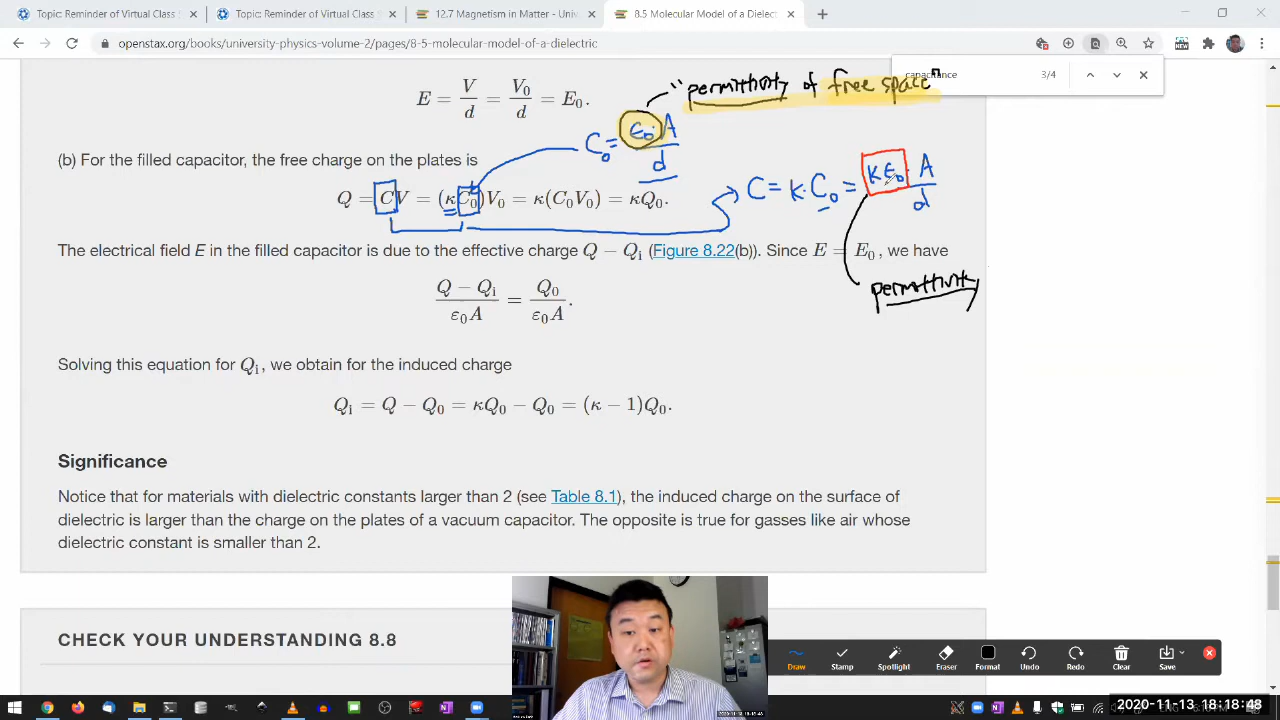 Topic: Reminder of Virtual Class S
Topic: Reminder of Virtual Class S
12.7 Magnetism in Matter - Unive
8.5 Molecular Model of a Dielect
openstax.org/books/university-physics-volume-2/pages/8-5-molecular-model-of-a-dielectric
NEW
capacitance 3/4
E = V/d = V₀/d = E₀.
"permittivity of free space"
C₀ = ε₀·A/d
(b) For the filled capacitor, the free charge on the plates is
Q = CV = (κC₀)V₀ = κ(C₀V₀) = κQ₀.
C = κ·C₀ = κε₀ A/d
The electrical field E in the filled capacitor is due to the effective charge Q − Qᵢ (Figure 8.22(b)). Since E = E₀, we have
permittivity
(Q − Qᵢ)/(ε₀A) = Q₀/(ε₀A).
Solving this equation for Qᵢ, we obtain for the induced charge
Qᵢ = Q − Q₀ = κQ₀ − Q₀ = (κ − 1)Q₀.
Significance
Notice that for materials with dielectric constants larger than 2 (see Table 8.1), the induced charge on the surface of
dielectric is larger than the charge on the plates of a vacuum capacitor. The opposite is true for gasses like air whose
dielectric constant is smaller than 2.
CHECK YOUR UNDERSTANDING 8.8
Draw Stamp Spotlight Eraser Format Undo Redo Clear Save
2020-11-13 18:18:48